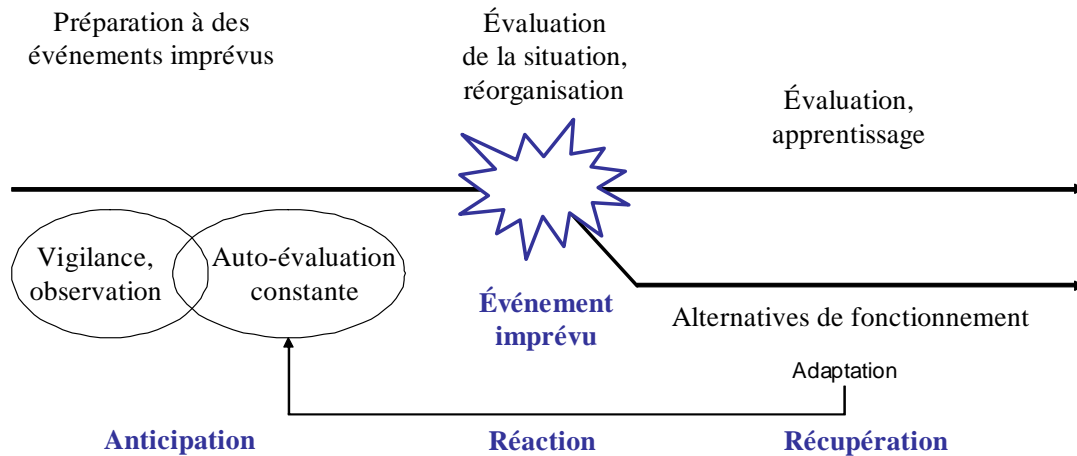 Préparation à des
événements imprévus
Évaluation
de la situation,
réorganisation
Évaluation,
apprentissage
Vigilance,
observation
Auto-évaluation
constante
Événement
imprévu
Alternatives de fonctionnement
Adaptation
Anticipation
Réaction
Récupération